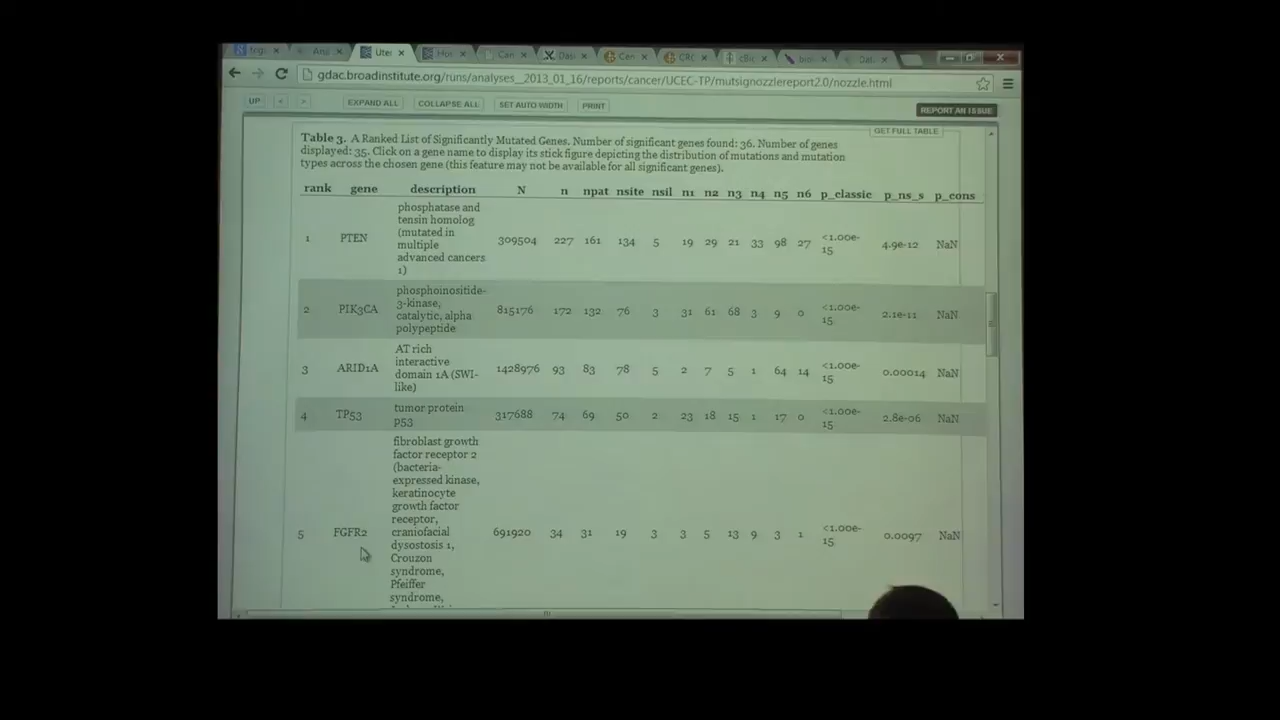 Uter
Can
Dat
Cen
cBi
gdac.broadinstitute.org/runs/analyses__2013_01_16/reports/cancer/UCEC-TP/mutsignozzlereport2.0/nozzle.html
UP < > EXPAND ALL COLLAPSE ALL SET AUTO WIDTH PRINT REPORT AN ISSUE
GET FULL TABLE
Table 3. A Ranked List of Significantly Mutated Genes. Number of significant genes found: 36. Number of genes
displayed: 35. Click on a gene name to display its stick figure depicting the distribution of mutations and mutation
types across the chosen gene (this feature may not be available for all significant genes).
rank gene description N n npat nsite nsil n1 n2 n3 n4 n5 n6 p_classic p_ns_s p_cons
phosphatase and
tensin homolog
(mutated in
1 PTEN multiple 309504 227 161 134 5 19 29 21 33 98 27 <1.00e- 4.9e-12 NaN
advanced cancers 15
1)
phosphoinositide-
3-kinase,
2 PIK3CA catalytic, alpha 815176 172 132 76 3 31 61 68 3 9 0 <1.00e- 2.1e-11 NaN
polypeptide 15
AT rich
interactive
3 ARID1A domain 1A (SWI- 1428976 93 83 78 5 2 7 5 1 64 14 <1.00e- 0.00014 NaN
like) 15
4 TP53 tumor protein 317688 74 69 50 2 23 18 15 1 17 0 <1.00e- 2.8e-06 NaN
p53 15
fibroblast growth
factor receptor 2
(bacteria-
expressed kinase,
keratinocyte
growth factor
receptor,
5 FGFR2 craniofacial 691920 34 31 19 3 3 5 13 9 3 1 <1.00e- 0.0097 NaN
dysostosis 1, 15
Crouzon
syndrome,
Pfeiffer
syndrome,